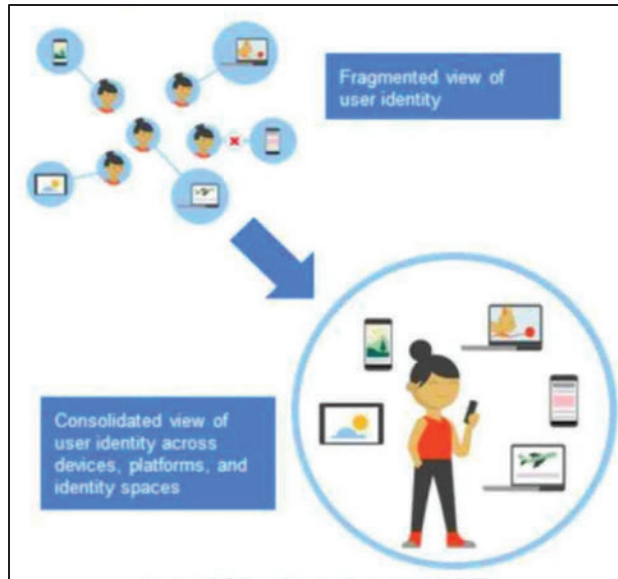 Fragmented view of
user identity
Consolidated view of
user identity across
devices, platforms, and
identity spaces